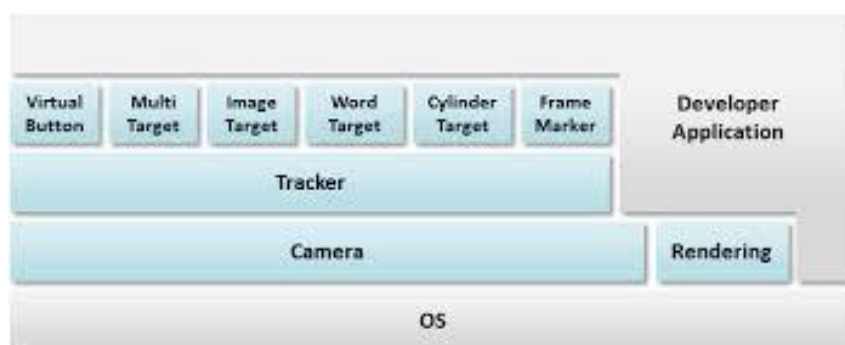 Virtual
Button
Multi
Target
Image
Target
Word
Target
Cylinder
Target
Frame
Marker
Developer
Application
Tracker
Camera
Rendering
OS